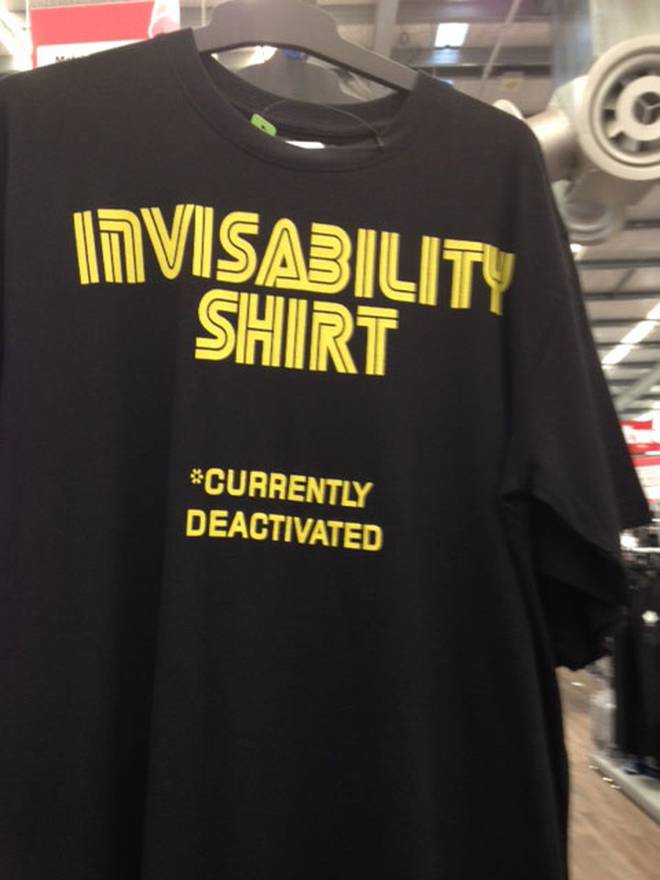 INVISABILITY
SHIRT
*CURRENTLY
DEACTIVATED